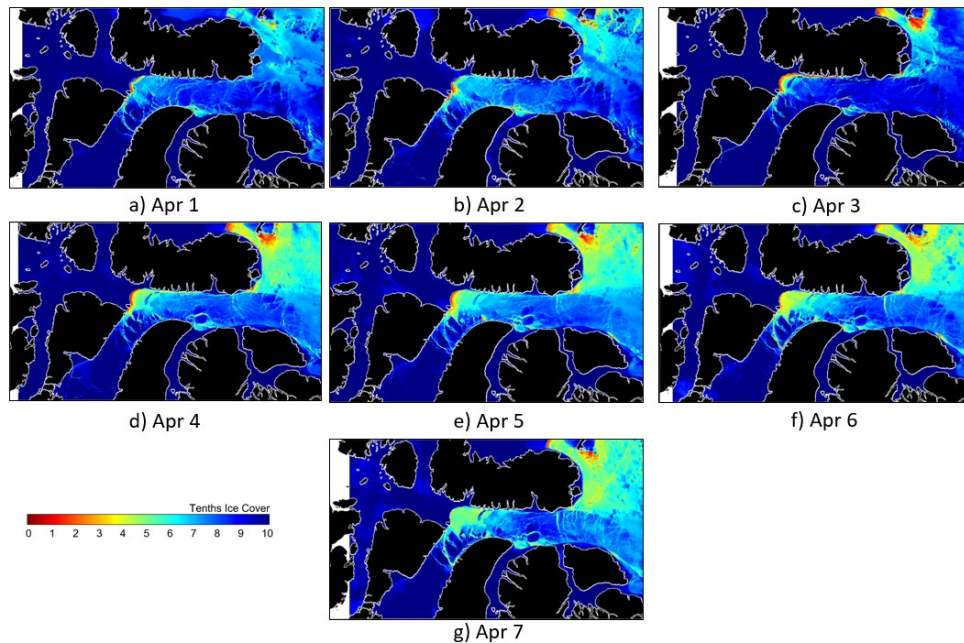 a) Apr 1
b) Apr 2
c) Apr 3
d) Apr 4
e) Apr 5
f) Apr 6
Tenths Ice Cover
0 1 2 3 4 5 6 7 8 9 10
g) Apr 7